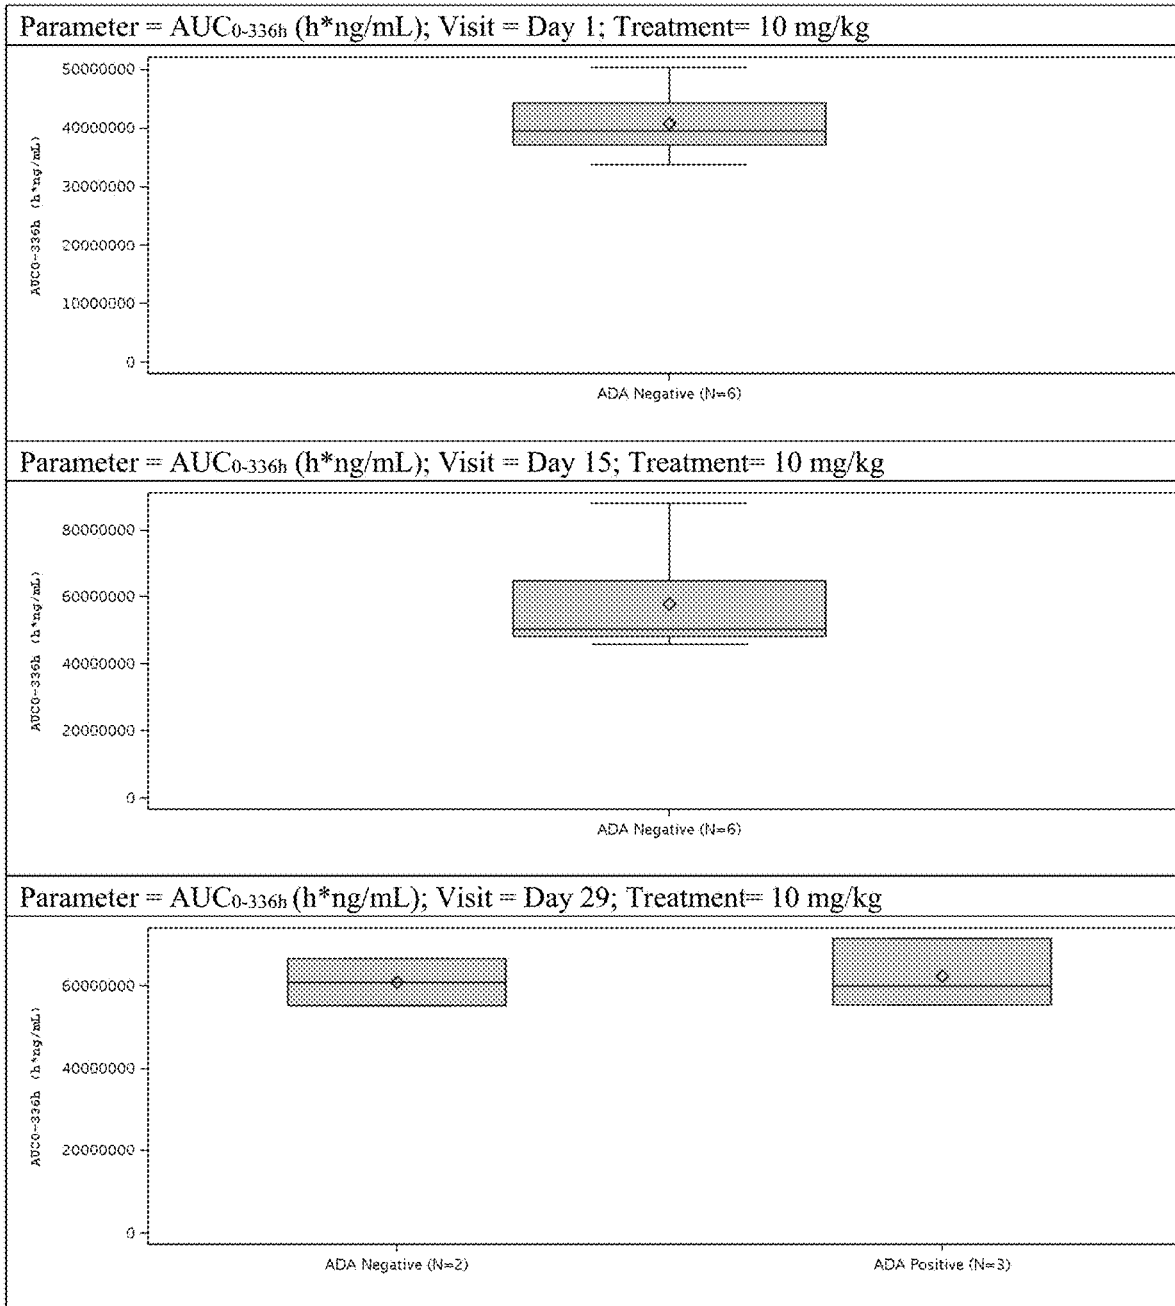 Parameter = AUC0-336h (h*ng/mL); Visit = Day 1; Treatment= 10 mg/kg
50000000
40000000
30000000
20000000
10000000
0
AUC0-336h (h*ng/mL)
ADA Negative (N=6)
Parameter = AUC0-336h (h*ng/mL); Visit = Day 15; Treatment= 10 mg/kg
80000000
60000000
40000000
20000000
0
AUC0-336h (h*ng/mL)
ADA Negative (N=6)
Parameter = AUC0-336h (h*ng/mL); Visit = Day 29; Treatment= 10 mg/kg
60000000
40000000
20000000
0
AUC0-336h (h*ng/mL)
ADA Negative (N=2)
ADA Positive (N=3)